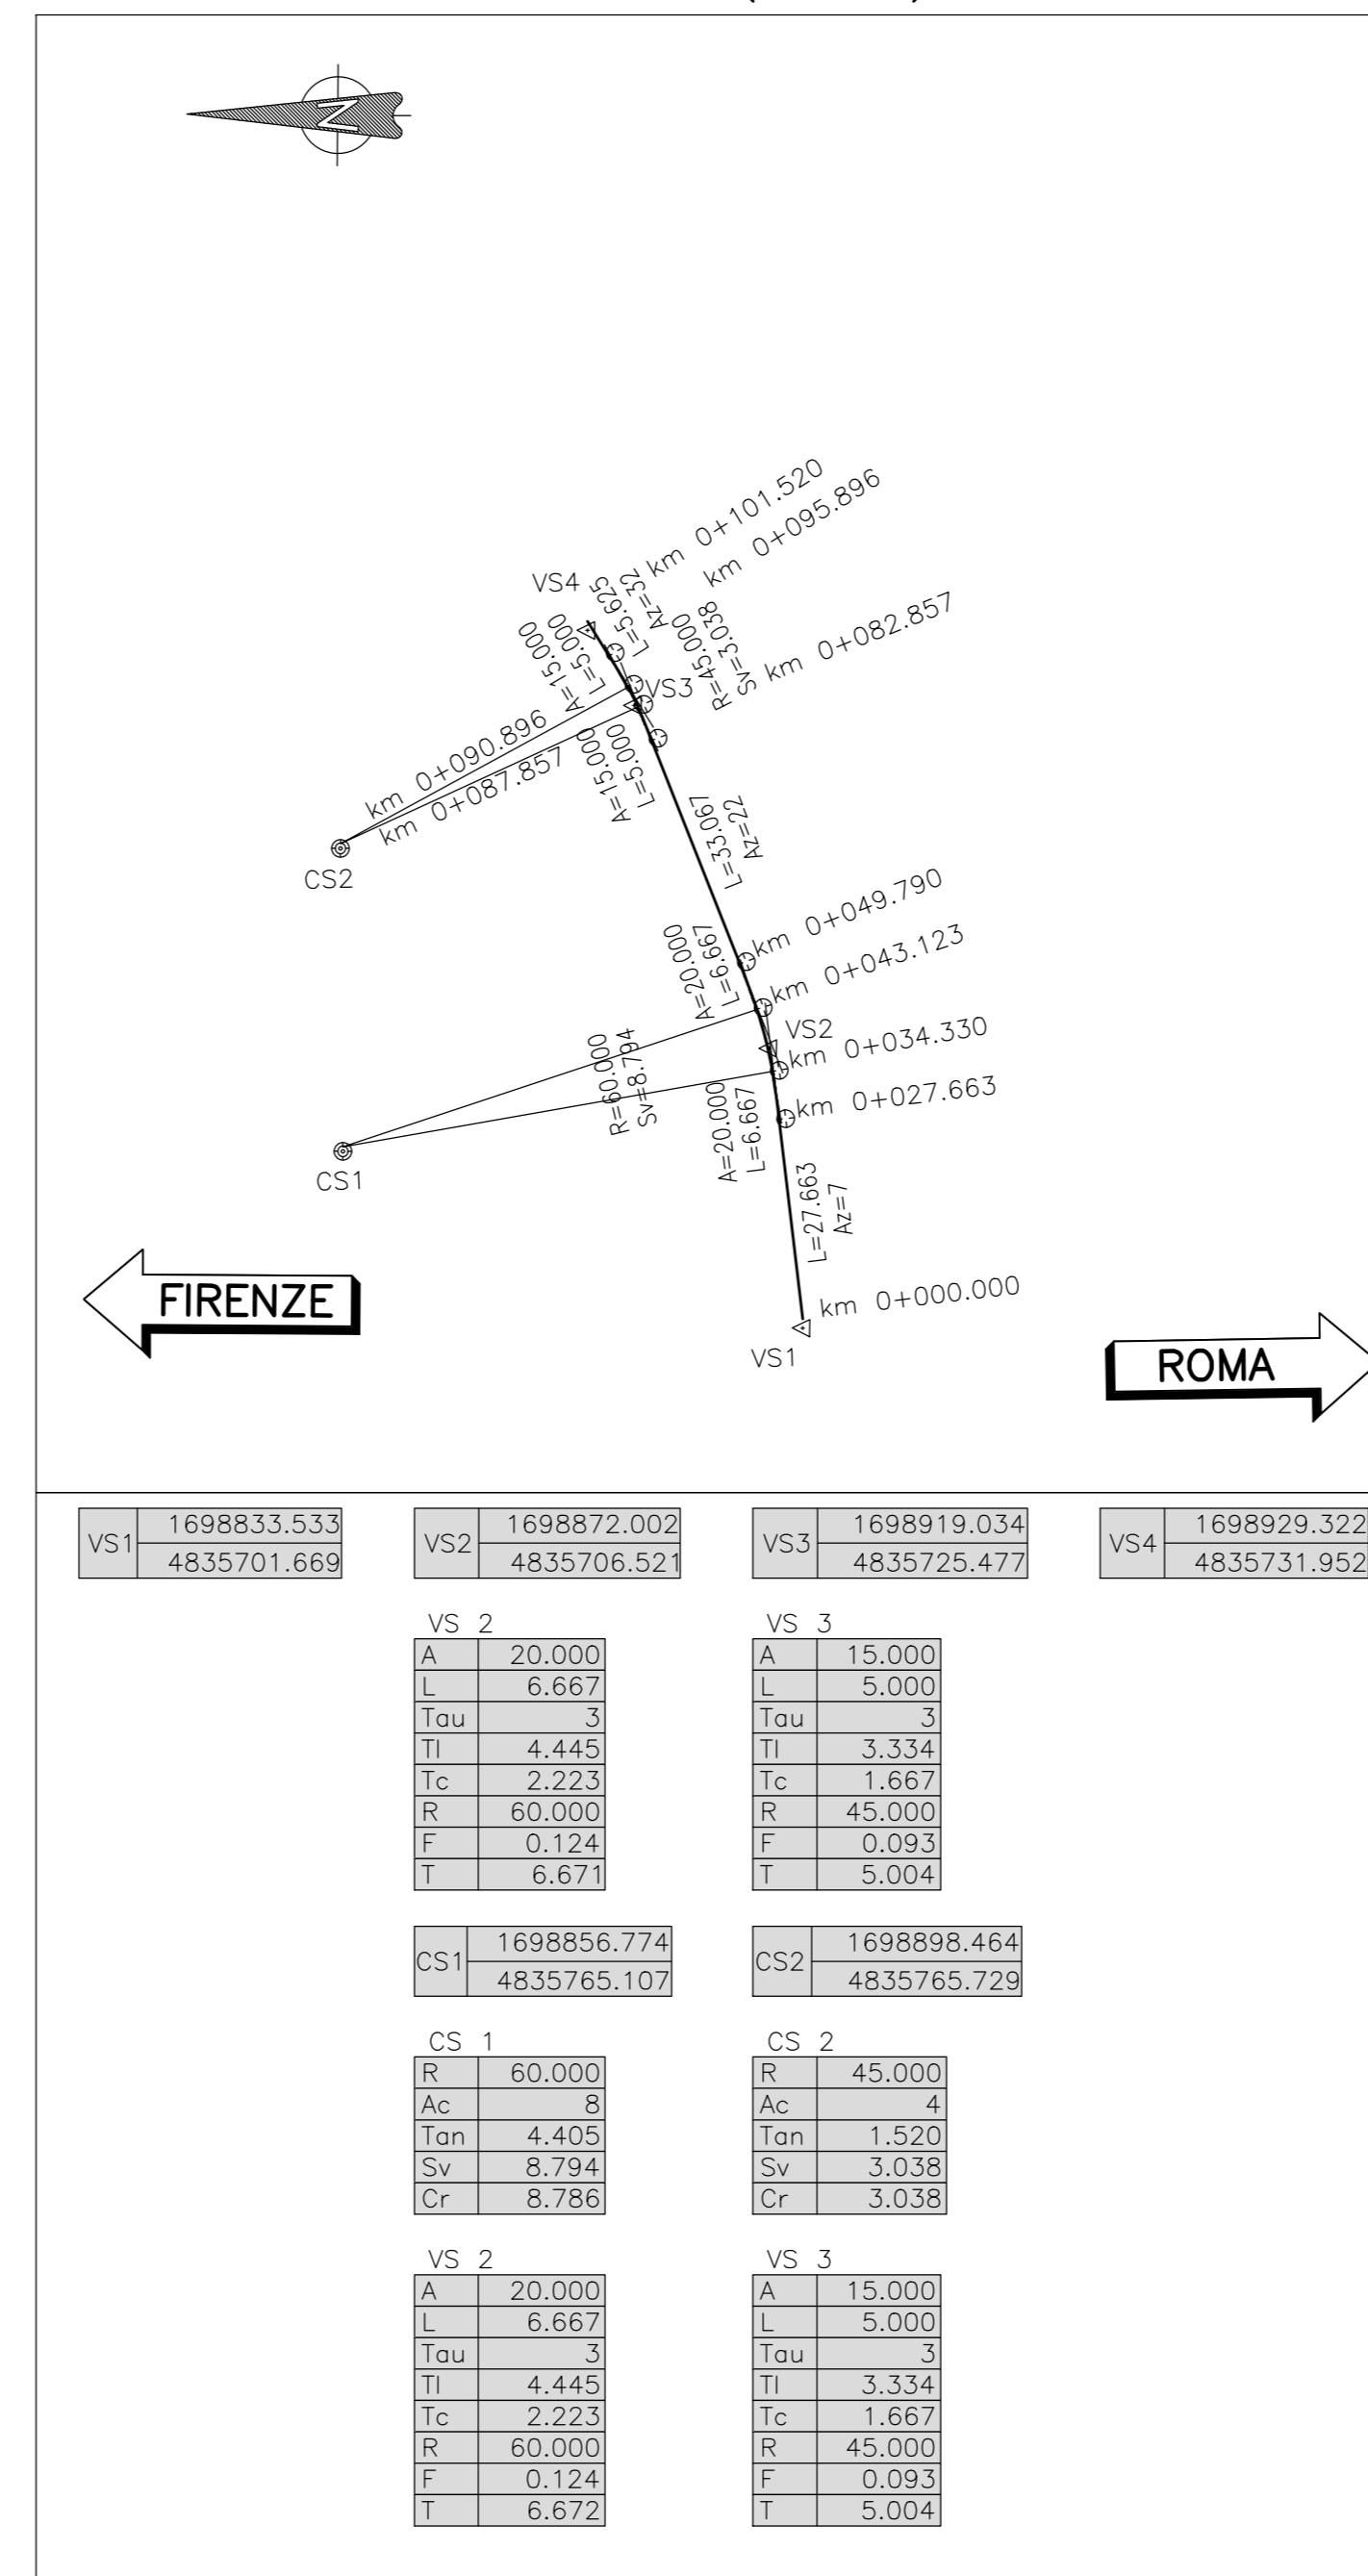 N
km 0+101.520
km 0+095.896
VS4
L=5.625
Az=32
A=15.000
L=5.000
R=45.000
Sv=3.038
km 0+082.857
VS3
km 0+090.896
km 0+087.857
A=15.000
L=5.000
CS2
L=33.067
Az=22
km 0+049.790
A=20.000
L=6.667
km 0+043.123
VS2
km 0+034.330
R=60.000
Sv=8.794
km 0+027.663
A=20.000
L=6.667
CS1
L=27.663
Az=7
FIRENZE
km 0+000.000
VS1
ROMA
VS1 1698833.533
4835701.669
VS2 1698872.002
4835706.521
VS3 1698919.034
4835725.477
VS4 1698929.322
4835731.952
VS 2
A 20.000
L 6.667
Tau 3
Tl 4.445
Tc 2.223
R 60.000
F 0.124
T 6.671
VS 3
A 15.000
L 5.000
Tau 3
Tl 3.334
Tc 1.667
R 45.000
F 0.093
T 5.004
CS1 1698856.774
4835765.107
CS2 1698898.464
4835765.729
CS 1
R 60.000
Ac 8
Tan 4.405
Sv 8.794
Cr 8.786
CS 2
R 45.000
Ac 4
Tan 1.520
Sv 3.038
Cr 3.038
VS 2
A 20.000
L 6.667
Tau 3
Tl 4.445
Tc 2.223
R 60.000
F 0.124
T 6.672
VS 3
A 15.000
L 5.000
Tau 3
Tl 3.334
Tc 1.667
R 45.000
F 0.093
T 5.004